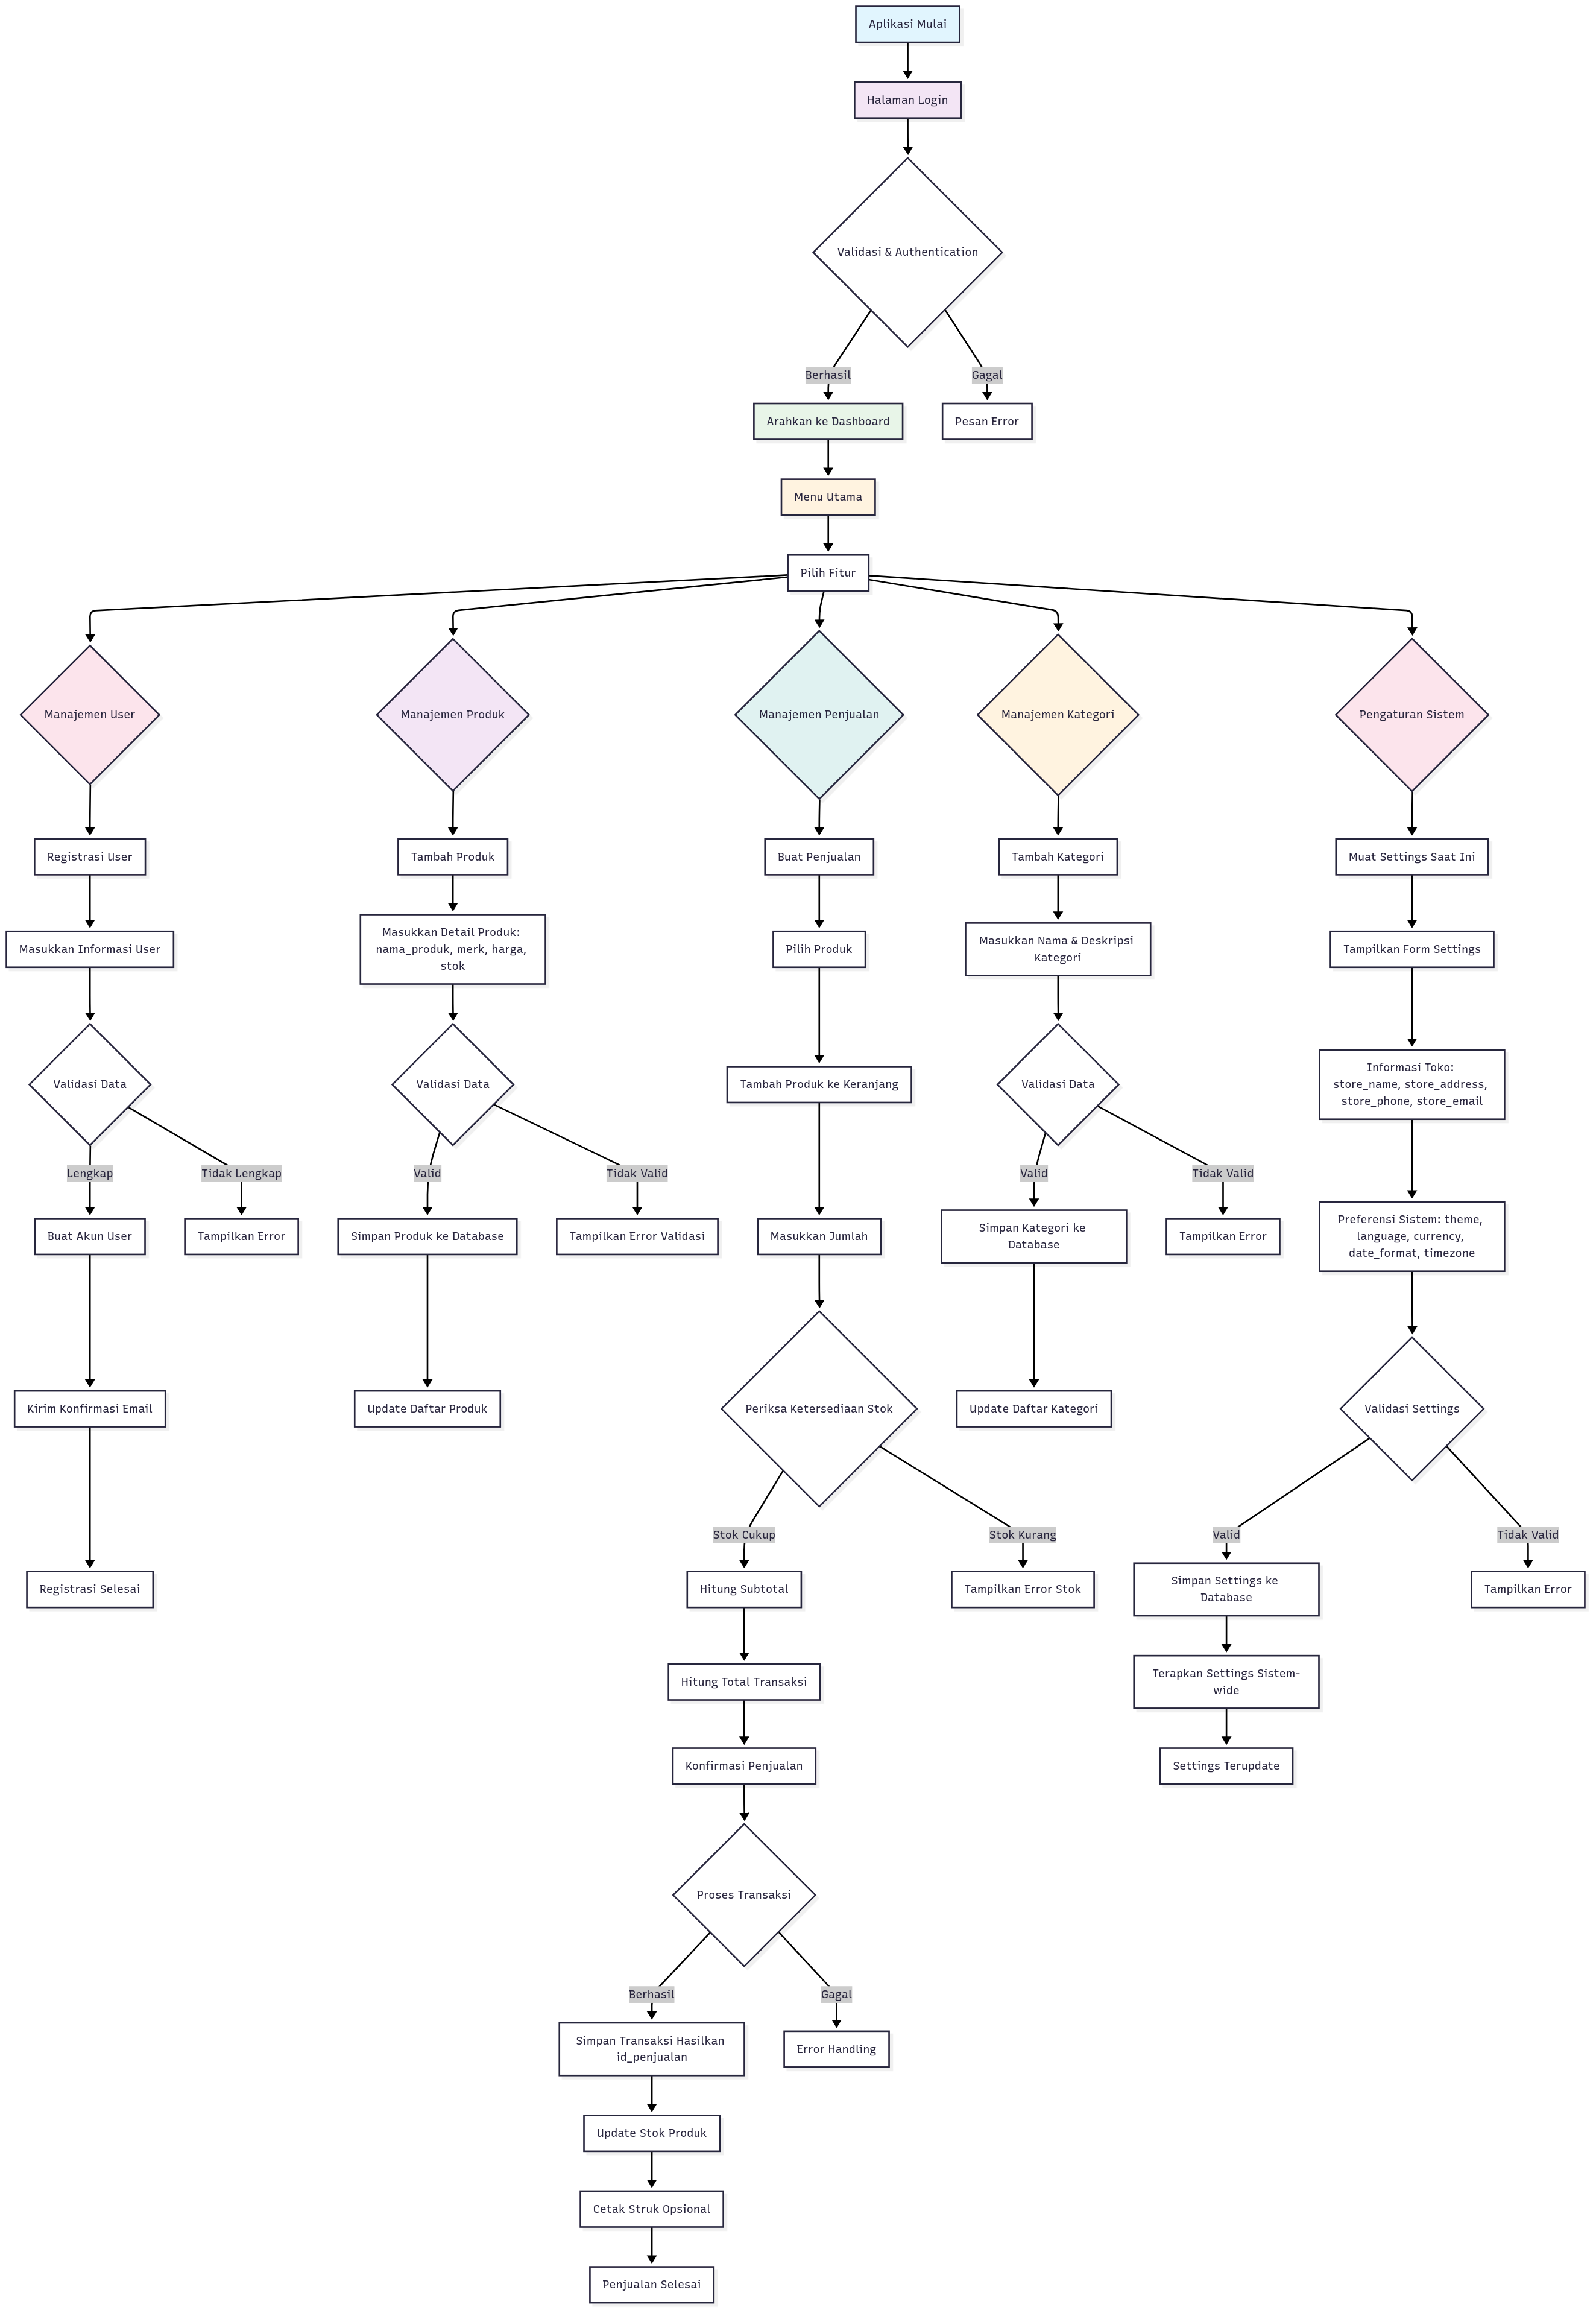 Aplikasi Mulai
Halaman Login
Validasi & Authentication
Berhasil
Gagal
Arahkan ke Dashboard
Pesan Error
Menu Utama
Pilih Fitur
Manajemen User
Manajemen Produk
Manajemen Penjualan
Manajemen Kategori
Pengaturan Sistem
Registrasi User
Tambah Produk
Buat Penjualan
Tambah Kategori
Muat Settings Saat Ini
Masukkan Informasi User
Masukkan Detail Produk:
nama_produk, merk, harga,
stok
Pilih Produk
Masukkan Nama & Deskripsi
Kategori
Tampilkan Form Settings
Validasi Data
Validasi Data
Tambah Produk ke Keranjang
Validasi Data
Informasi Toko:
store_name, store_address,
store_phone, store_email
Lengkap
Tidak Lengkap
Valid
Tidak Valid
Valid
Tidak Valid
Buat Akun User
Tampilkan Error
Simpan Produk ke Database
Tampilkan Error Validasi
Masukkan Jumlah
Simpan Kategori ke
Database
Tampilkan Error
Preferensi Sistem: theme,
language, currency,
date_format, timezone
Kirim Konfirmasi Email
Update Daftar Produk
Periksa Ketersediaan Stok
Update Daftar Kategori
Validasi Settings
Stok Cukup
Stok Kurang
Valid
Tidak Valid
Registrasi Selesai
Hitung Subtotal
Tampilkan Error Stok
Simpan Settings ke
Database
Tampilkan Error
Hitung Total Transaksi
Terapkan Settings Sistem-
wide
Konfirmasi Penjualan
Settings Terupdate
Proses Transaksi
Berhasil
Gagal
Simpan Transaksi Hasilkan
id_penjualan
Error Handling
Update Stok Produk
Cetak Struk Opsional
Penjualan Selesai